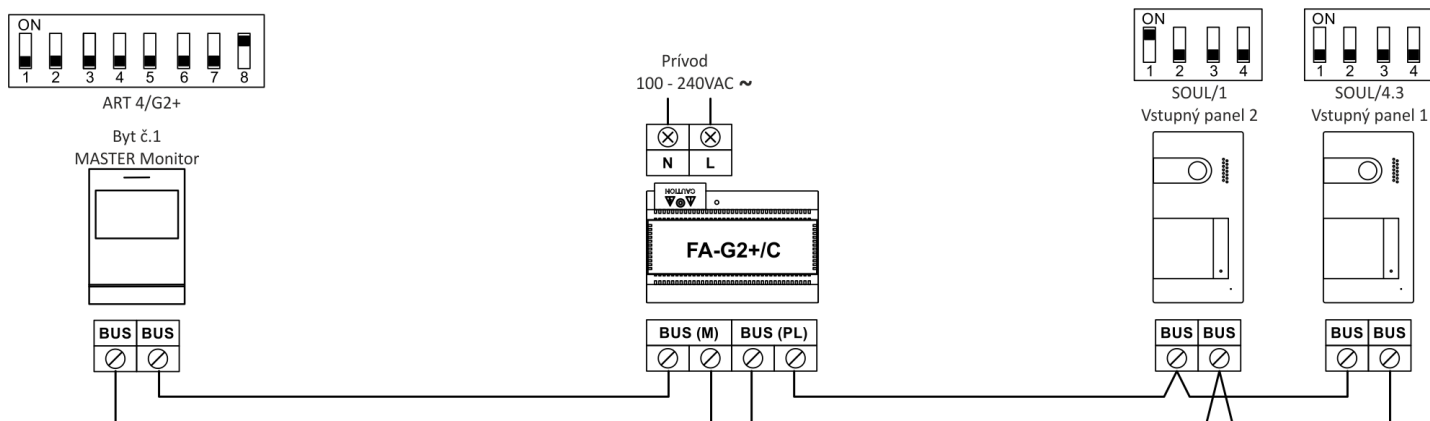 ON
1 2 3 4 5 6 7 8
ART 4/G2+
Byt č.1
MASTER Monitor
BUS BUS
Prívod
100 - 240VAC ~
N L
CAUTION
FA-G2+/C
BUS (M) BUS (PL)
ON
1 2 3 4
SOUL/1
Vstupný panel 2
BUS BUS
ON
1 2 3 4
SOUL/4.3
Vstupný panel 1
BUS BUS